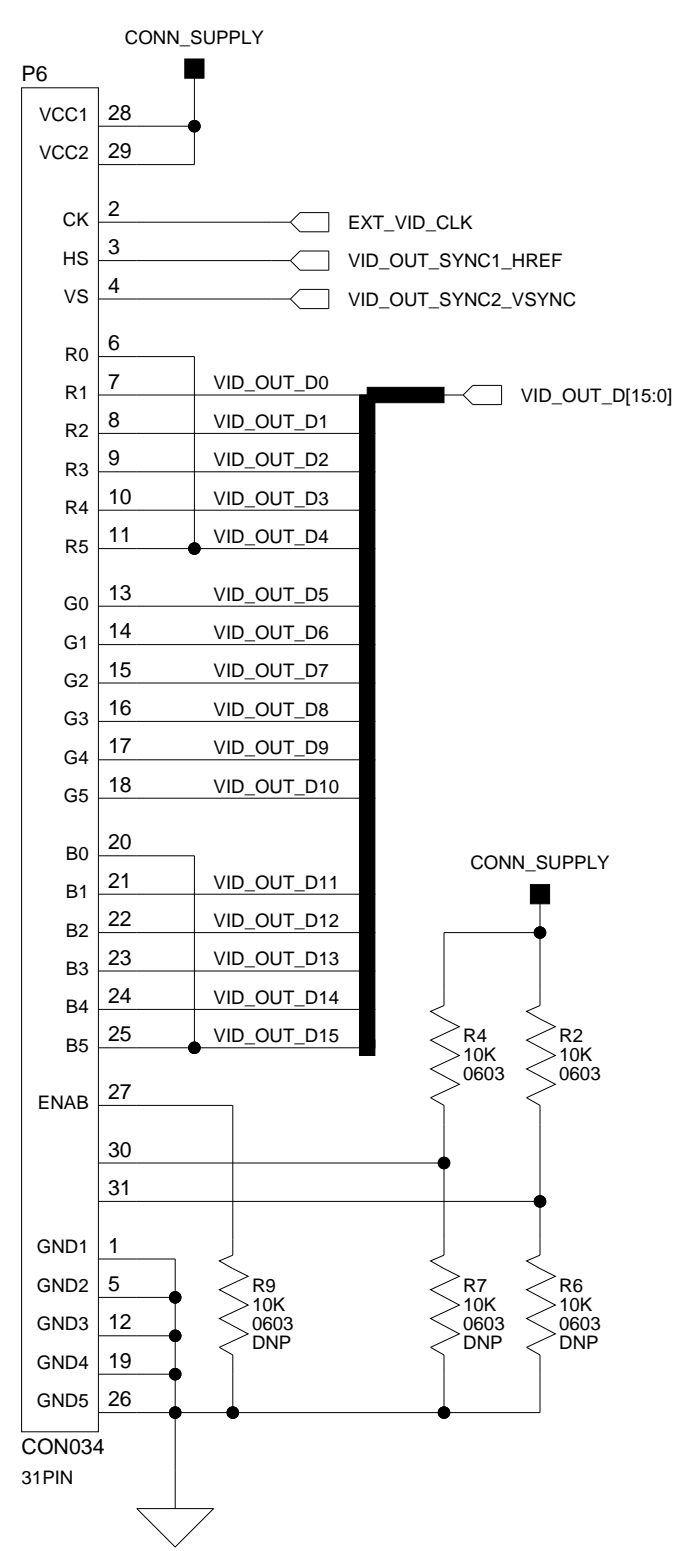 CONN_SUPPLY
P6
VCC1 28
VCC2 29
CK 2 EXT_VID_CLK
HS 3 VID_OUT_SYNC1_HREF
VS 4 VID_OUT_SYNC2_VSYNC
R0 6
R1 7 VID_OUT_D0 VID_OUT_D[15:0]
R2 8 VID_OUT_D1
R3 9 VID_OUT_D2
R4 10 VID_OUT_D3
R5 11 VID_OUT_D4
G0 13 VID_OUT_D5
G1 14 VID_OUT_D6
G2 15 VID_OUT_D7
G3 16 VID_OUT_D8
G4 17 VID_OUT_D9
G5 18 VID_OUT_D10
B0 20
CONN_SUPPLY
B1 21 VID_OUT_D11
B2 22 VID_OUT_D12
B3 23 VID_OUT_D13
B4 24 VID_OUT_D14
B5 25 VID_OUT_D15
R4
10K
0603
R2
10K
0603
ENAB 27
30
31
GND1 1
GND2 5
GND3 12
GND4 19
GND5 26
R9
10K
0603
DNP
R7
10K
0603
DNP
R6
10K
0603
DNP
CON034
31PIN